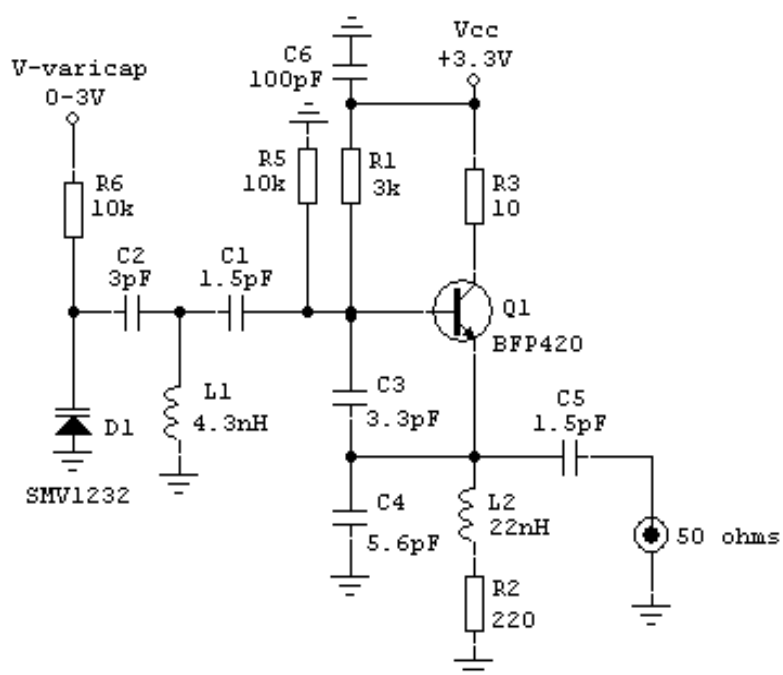 V-varicap
0-3V
C6
100pF
Vcc
+3.3V
R6
10k
R5
10k
R1
3k
R3
10
C2
3pF
C1
1.5pF
Q1
BFP420
D1
SMV1232
L1
4.3nH
C3
3.3pF
C5
1.5pF
C4
5.6pF
L2
22nH
R2
220
50 ohms